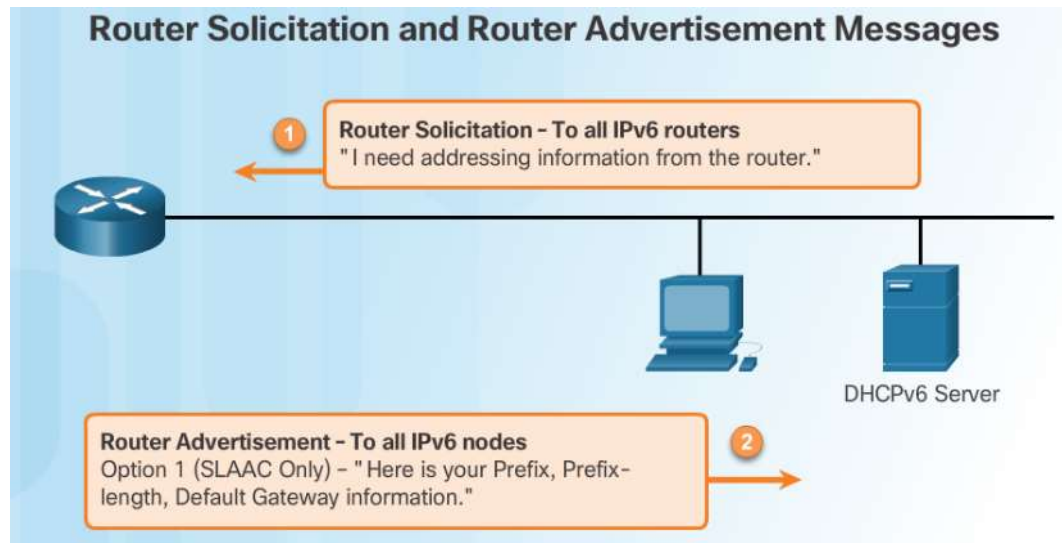 Router Solicitation and Router Advertisement Messages
1
Router Solicitation - To all IPv6 routers
"I need addressing information from the router."
DHCPv6 Server
Router Advertisement - To all IPv6 nodes
2
Option 1 (SLAAC Only) – "Here is your Prefix, Prefix-
length, Default Gateway information."